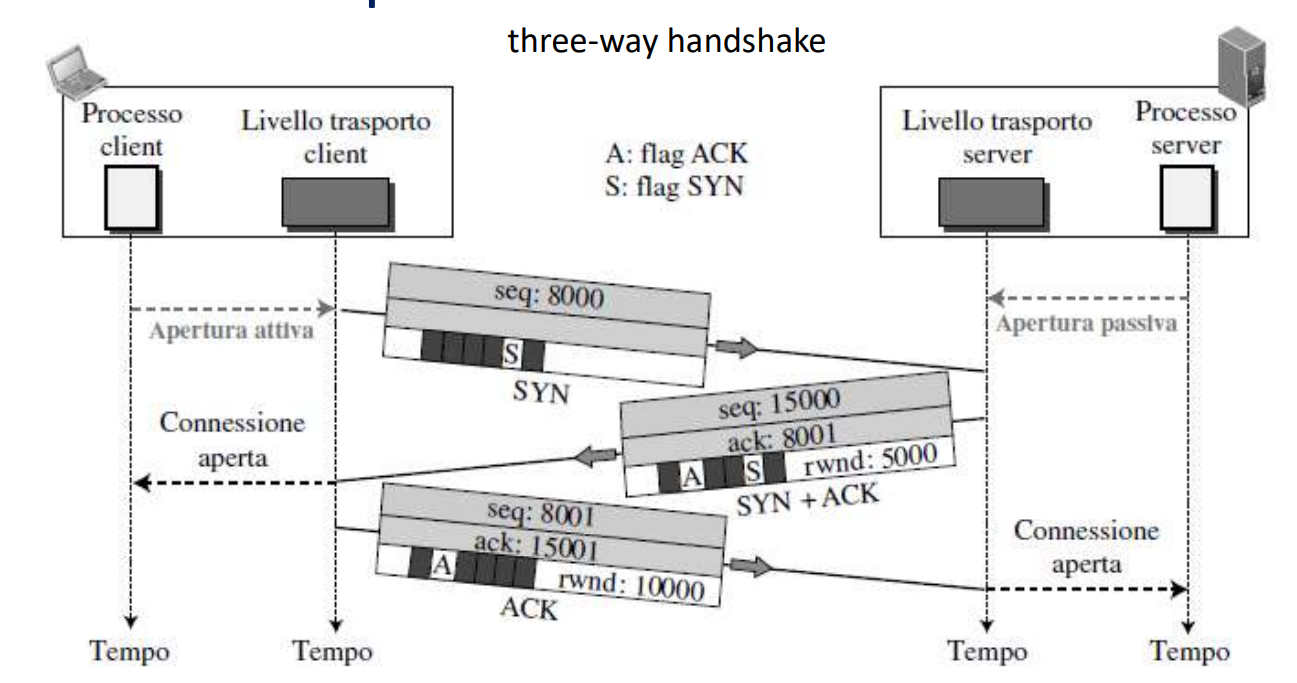 three-way handshake
Processo
client
Livello trasporto
client
A: flag ACK
S: flag SYN
Livello trasporto
server
Processo
server
Apertura attiva
seq: 8000
S
SYN
Apertura passiva
Connessione
aperta
seq: 15000
ack: 8001
A S rwnd: 5000
SYN + ACK
seq: 8001
ack: 15001
A rwnd: 10000
ACK
Connessione
aperta
Tempo
Tempo
Tempo
Tempo